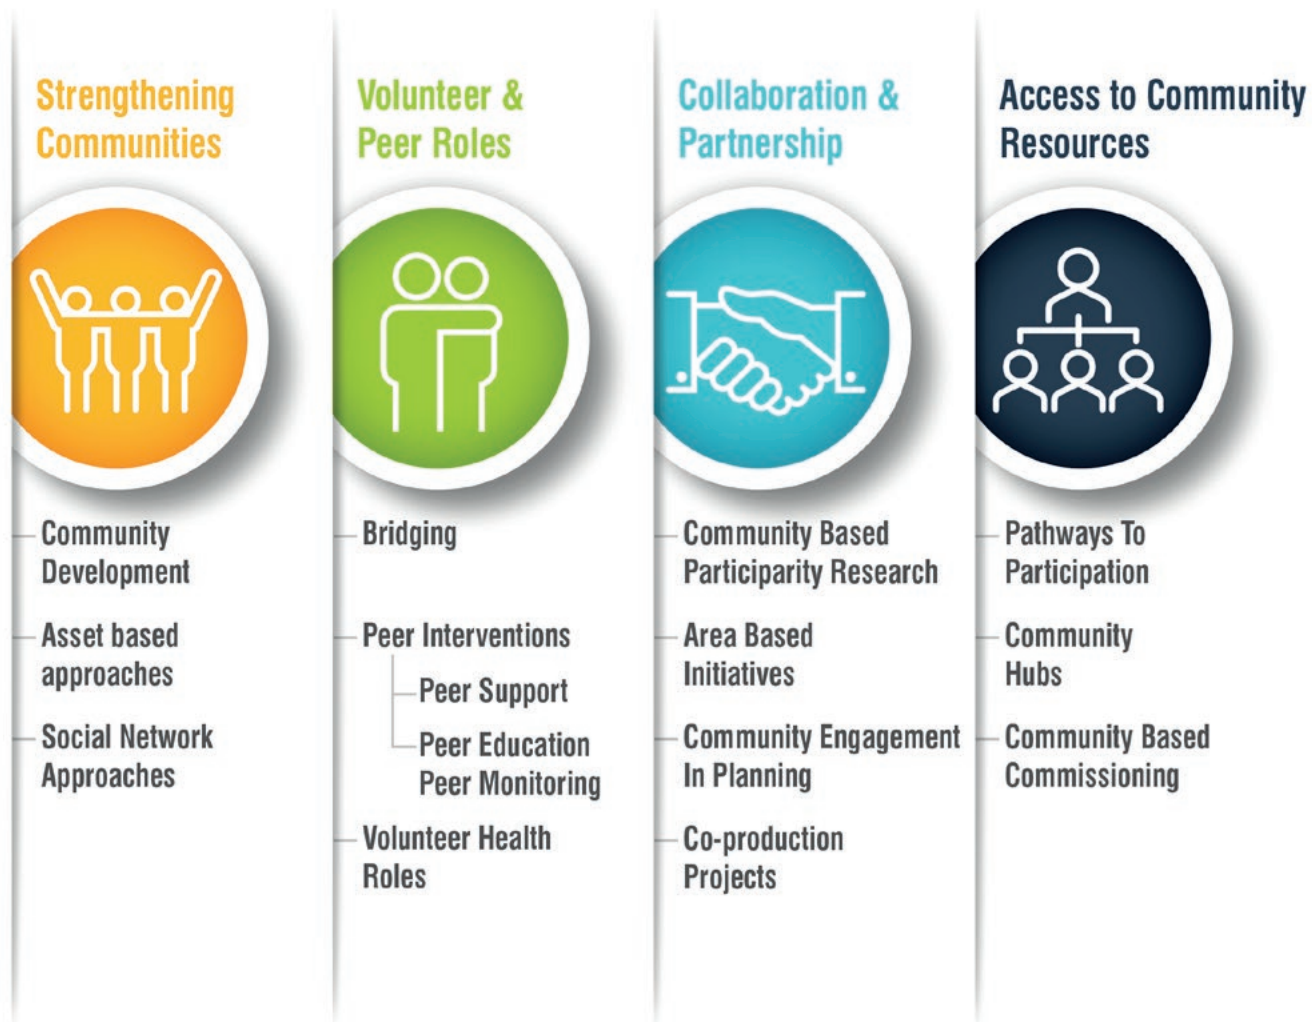 Strengthening
Communities
Community
Development
Asset based
approaches
Social Network
Approaches
Volunteer &
Peer Roles
Bridging
Peer Interventions
Peer Support
Peer Education
Peer Monitoring
Volunteer Health
Roles
Collaboration &
Partnership
Community Based
Participarity Research
Area Based
Initiatives
Community Engagement
In Planning
Co-production
Projects
Access to Community
Resources
Pathways To
Participation
Community
Hubs
Community Based
Commissioning